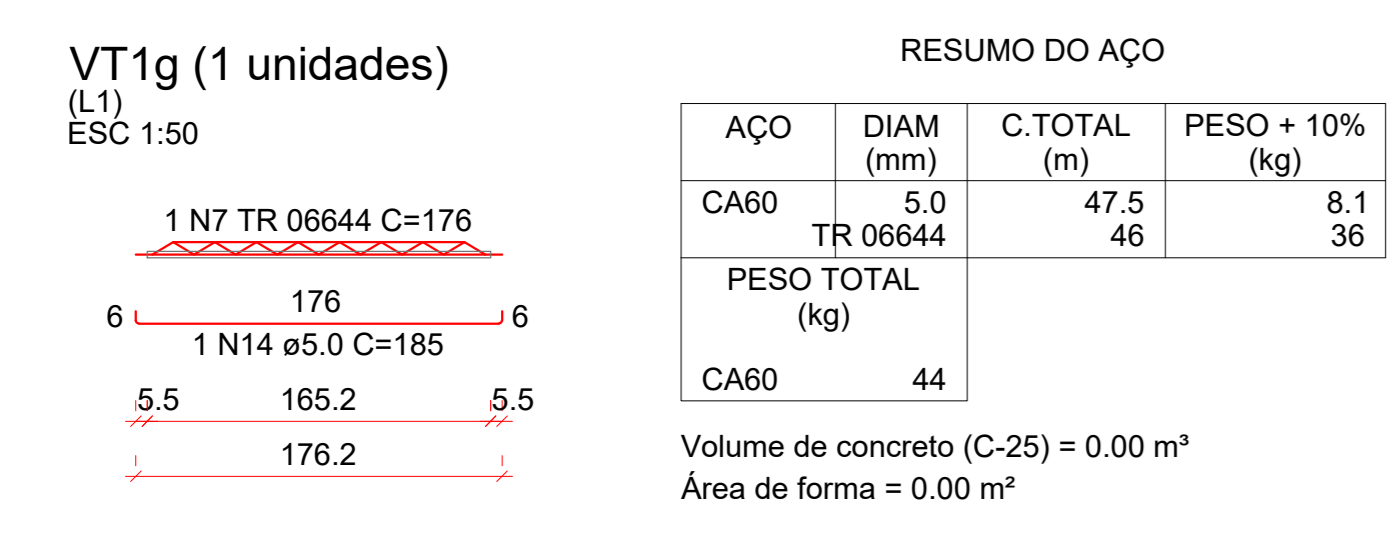 VT1g (1 unidades)
(L1)
ESC 1:50
1 N7 TR 06644 C=176
176
6 6
1 N14 ø5.0 C=185
5.5 165.2 5.5
176.2
RESUMO DO AÇO
AÇO DIAM C.TOTAL PESO + 10%
(mm) (m) (kg)
CA60 5.0 47.5 8.1
TR 06644 46 36
PESO TOTAL
(kg)
CA60 44
Volume de concreto (C-25) = 0.00 m³
Área de forma = 0.00 m²